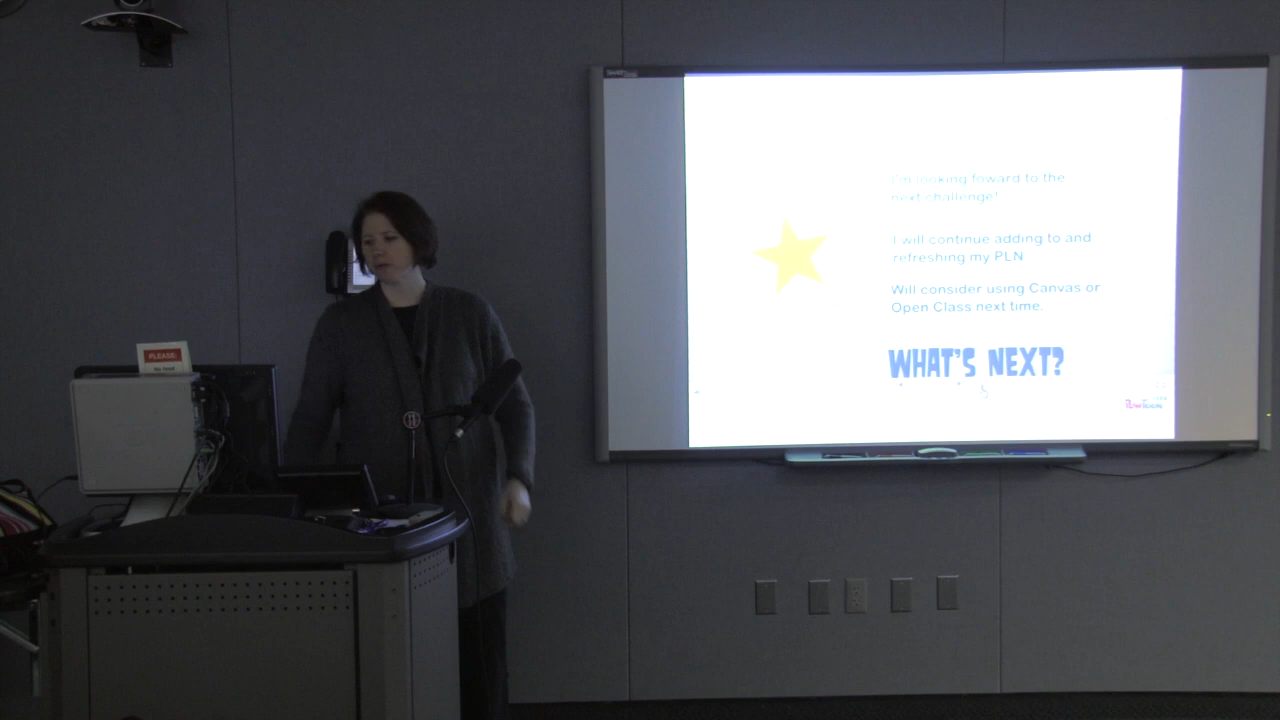 PLEASE:
I'm looking foward to the
next challenge!
I will continue adding to and
refreshing my PLN
Will consider using Canvas or
Open Class next time.
WHAT'S NEXT?
PowToon